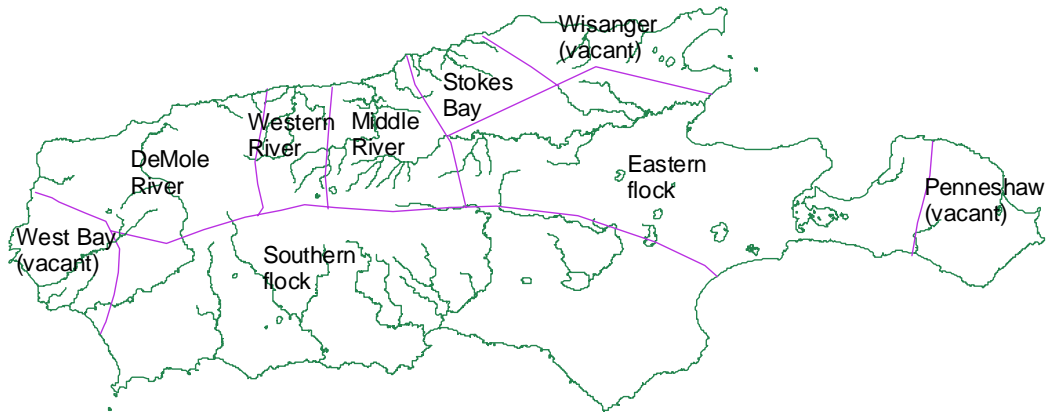 Wisanger
(vacant)
Stokes
Bay
Western
River
Middle
River
DeMole
River
Eastern
flock
Penneshaw
(vacant)
West Bay
(vacant)
Southern
flock